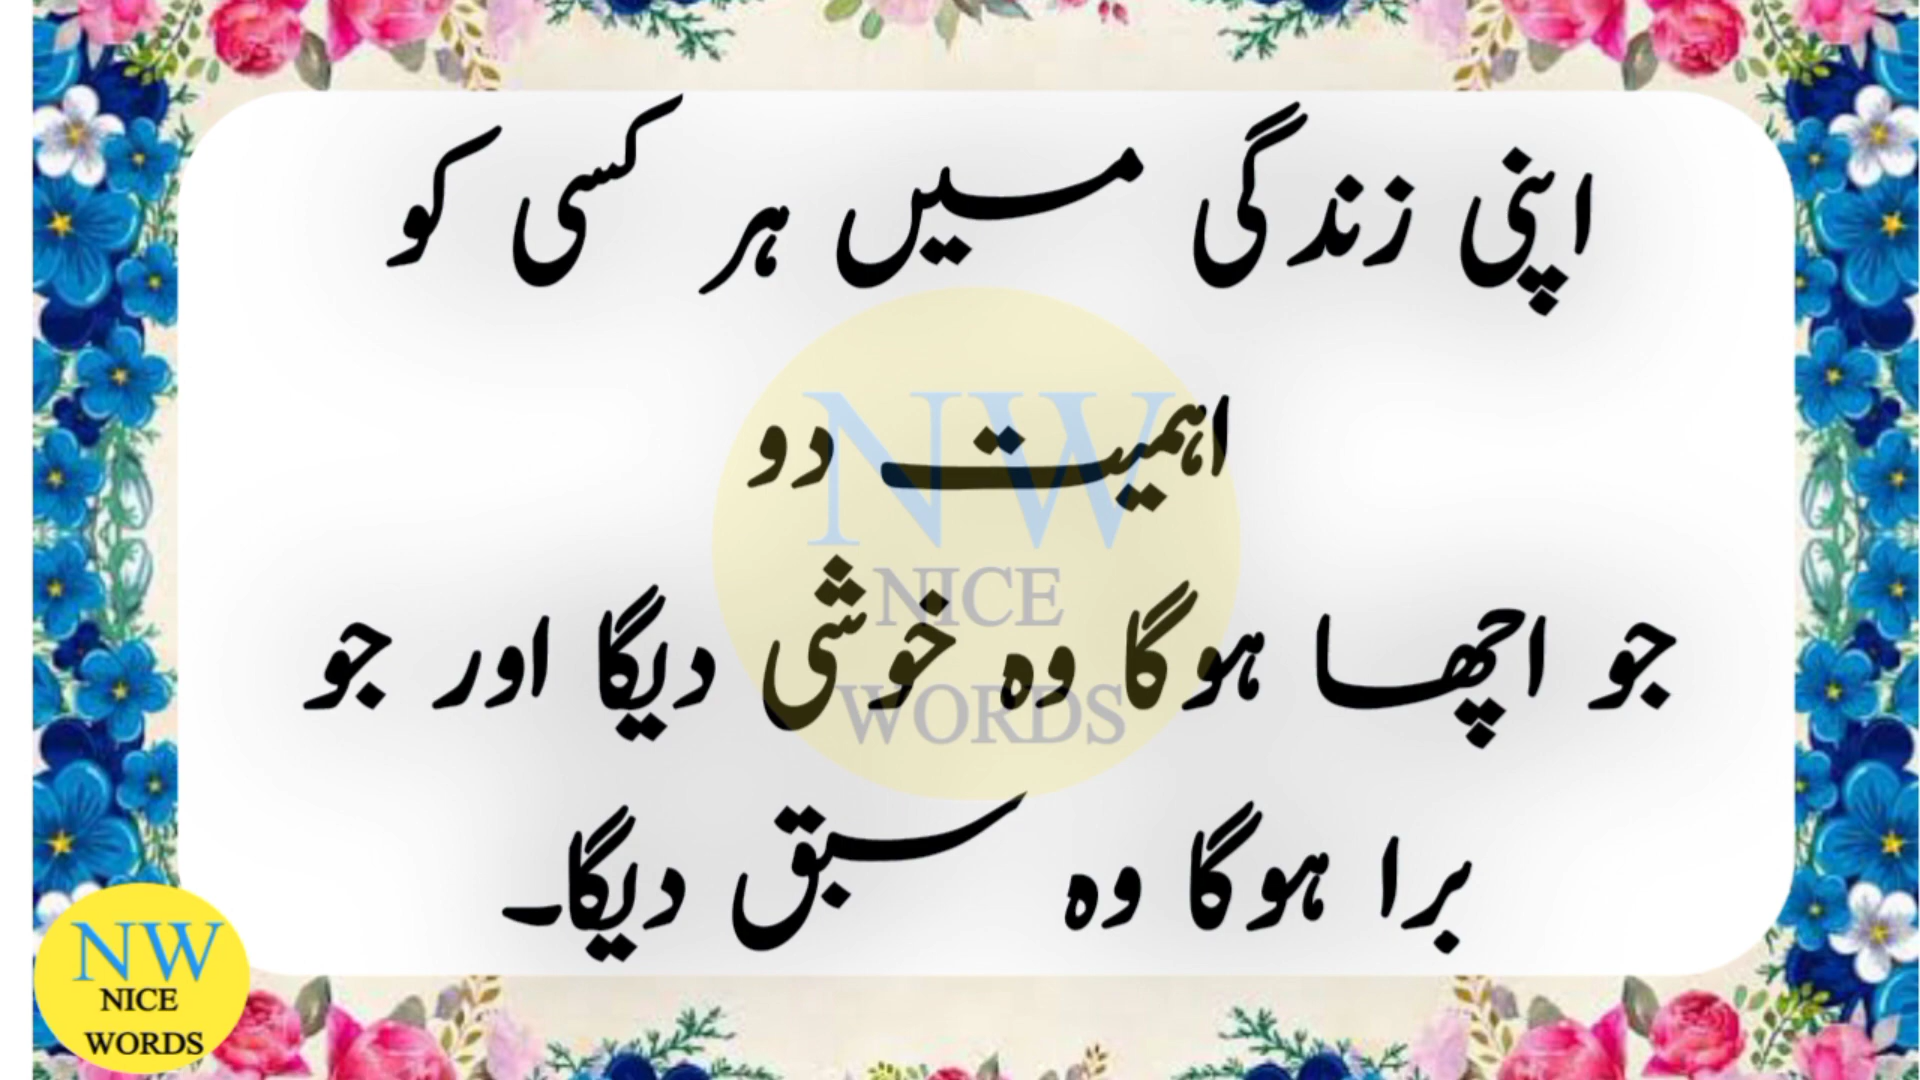 اپنی زندگی میں ہر کسی کو
اہمیت دو
جو اچھا ہوگا وہ خوشی دیگا اور جو
برا ہوگا وہ سبق دیگا۔
NW
NICE
WORDS
NW
NICE
WORDS